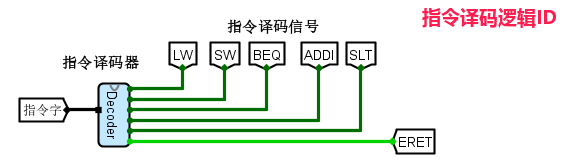 指令译码逻辑ID
指令译码信号
指令译码器
LW SW BEQ ADDI SLT
指令字
Decoder
ERET